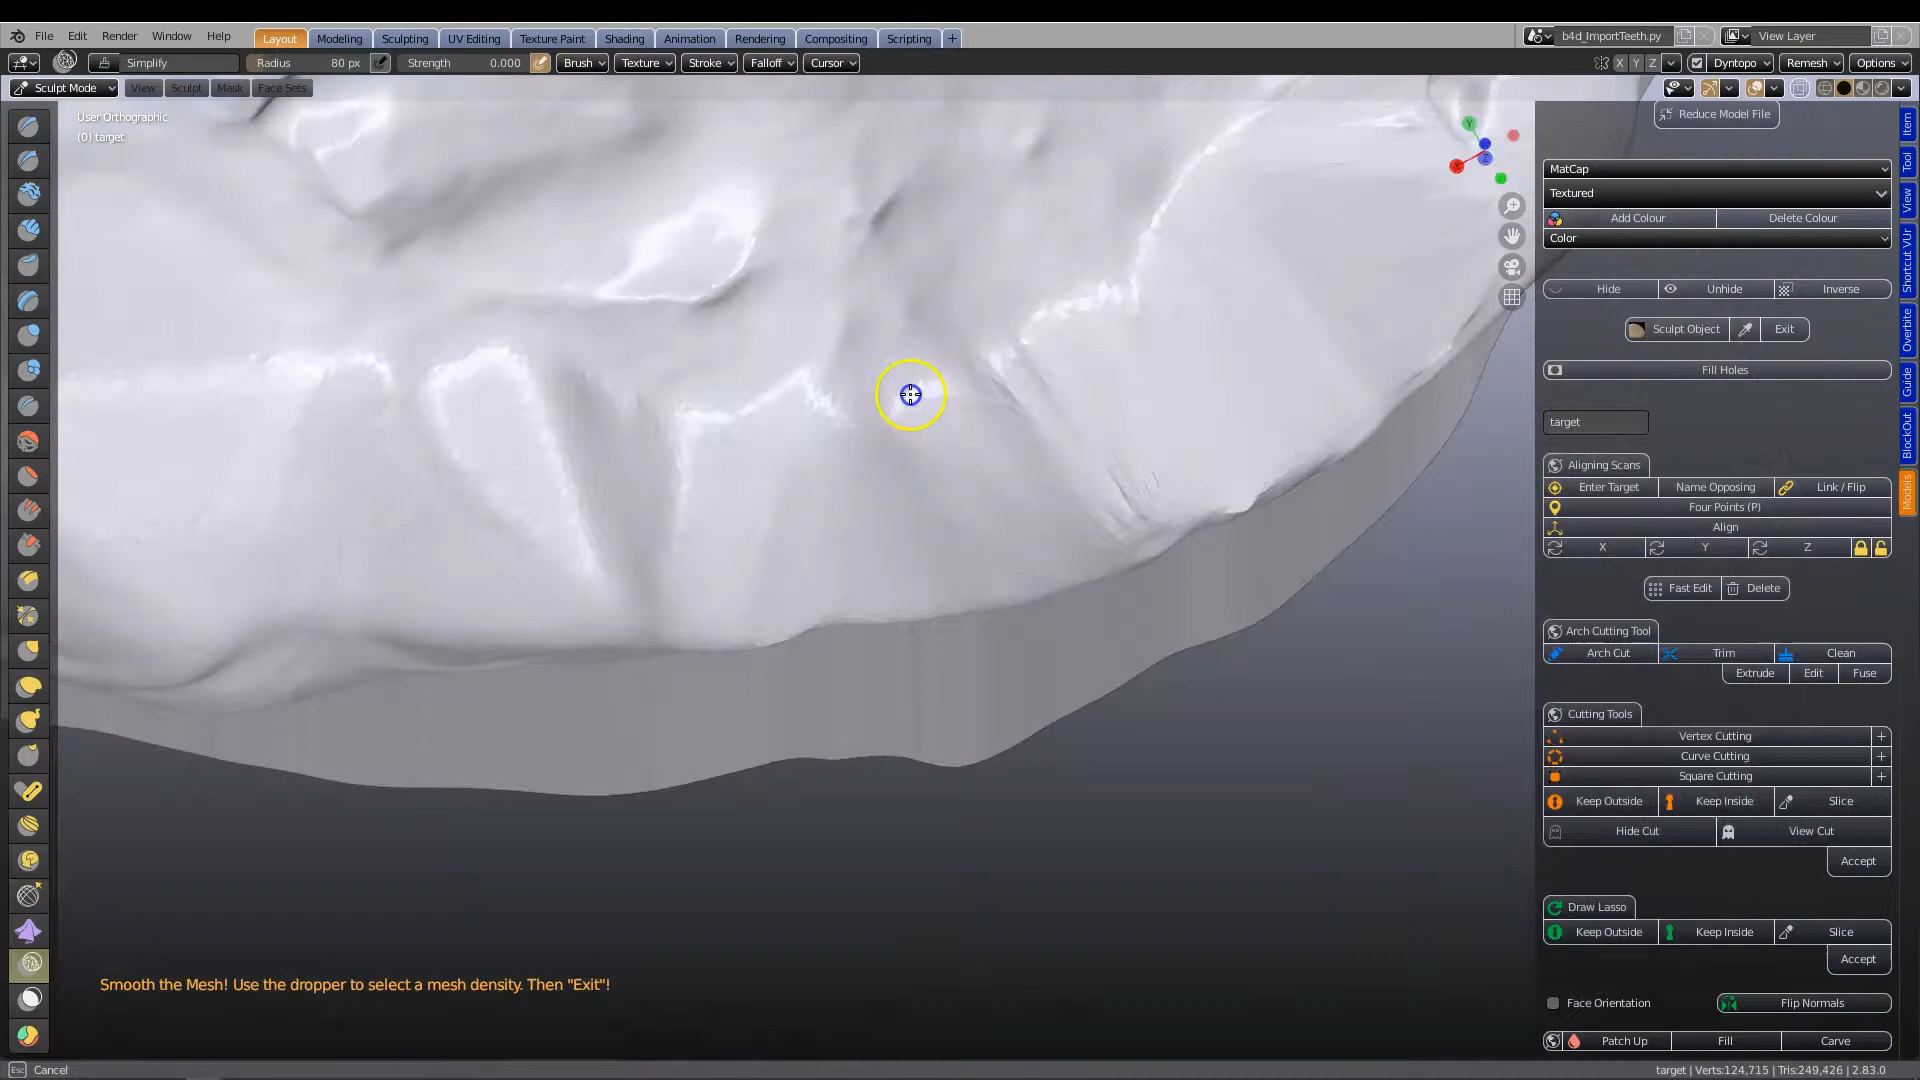 File Edit Render Window Help Layout Modeling Sculpting UV Editing Texture Paint Shading Animation Rendering Compositing Scripting + b4d_ImportTeeth.py View Layer
Simplify Radius 80 px Strength 0.000 Brush Texture Stroke Falloff Cursor X Y Z Dyntopo Remesh Options
Sculpt Mode View Sculpt Mask Face Sets
User Orthographic
(0) target
Y
X
Z
Reduce Model File
MatCap
Textured
Add Colour Delete Colour
Color
Hide Unhide Inverse
Sculpt Object Exit
Fill Holes
target
Aligning Scans
Enter Target Name Opposing Link / Flip
Four Points (P)
Align
X Y Z
Fast Edit Delete
Arch Cutting Tool
Arch Cut Trim Clean
Extrude Edit Fuse
Cutting Tools
Vertex Cutting +
Curve Cutting +
Square Cutting +
Keep Outside Keep Inside Slice
Hide Cut View Cut
Accept
Draw Lasso
Keep Outside Keep Inside Slice
Accept
Face Orientation Flip Normals
Patch Up Fill Carve
Item
Tool
View
Shortcut VUr
Overbite
Guide
BlockOut
Models
Smooth the Mesh! Use the dropper to select a mesh density. Then "Exit"!
Esc Cancel target | Verts:124,715 | Tris:249,426 | 2.83.0